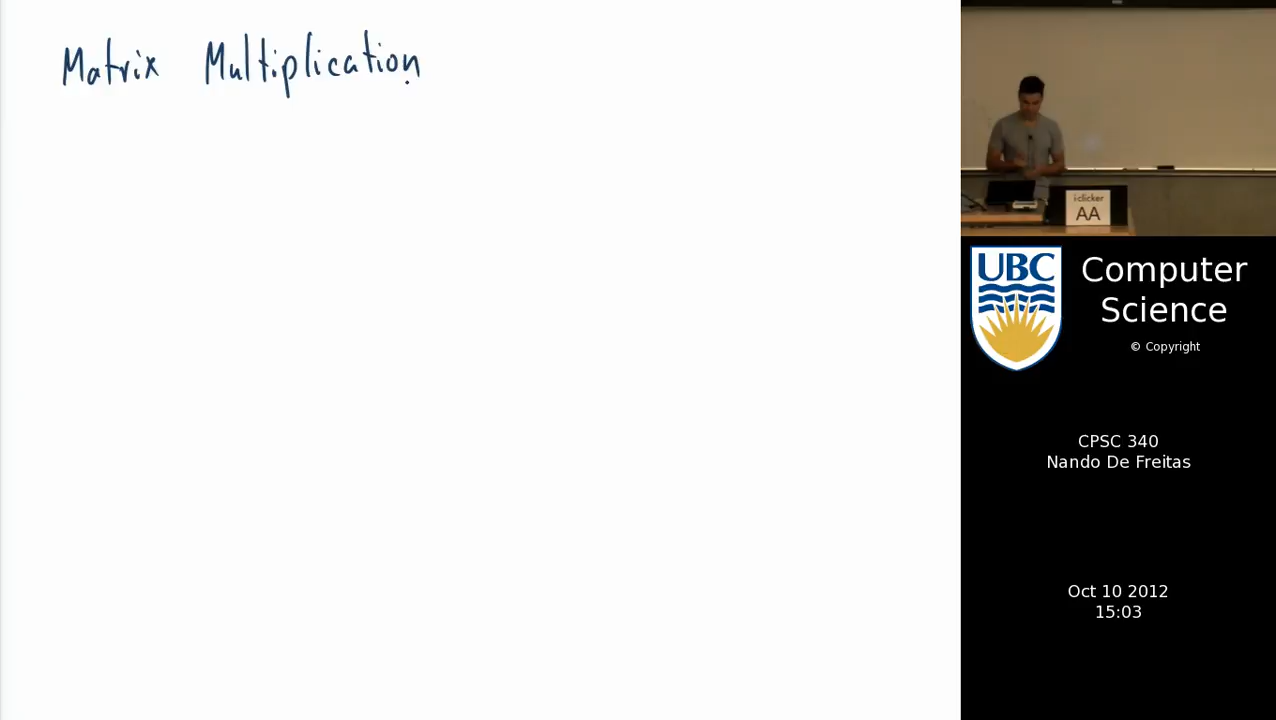 Matrix Multiplication
iclicker
AA
UBC
Computer
Science
© Copyright
CPSC 340
Nando De Freitas
Oct 10 2012
15:03